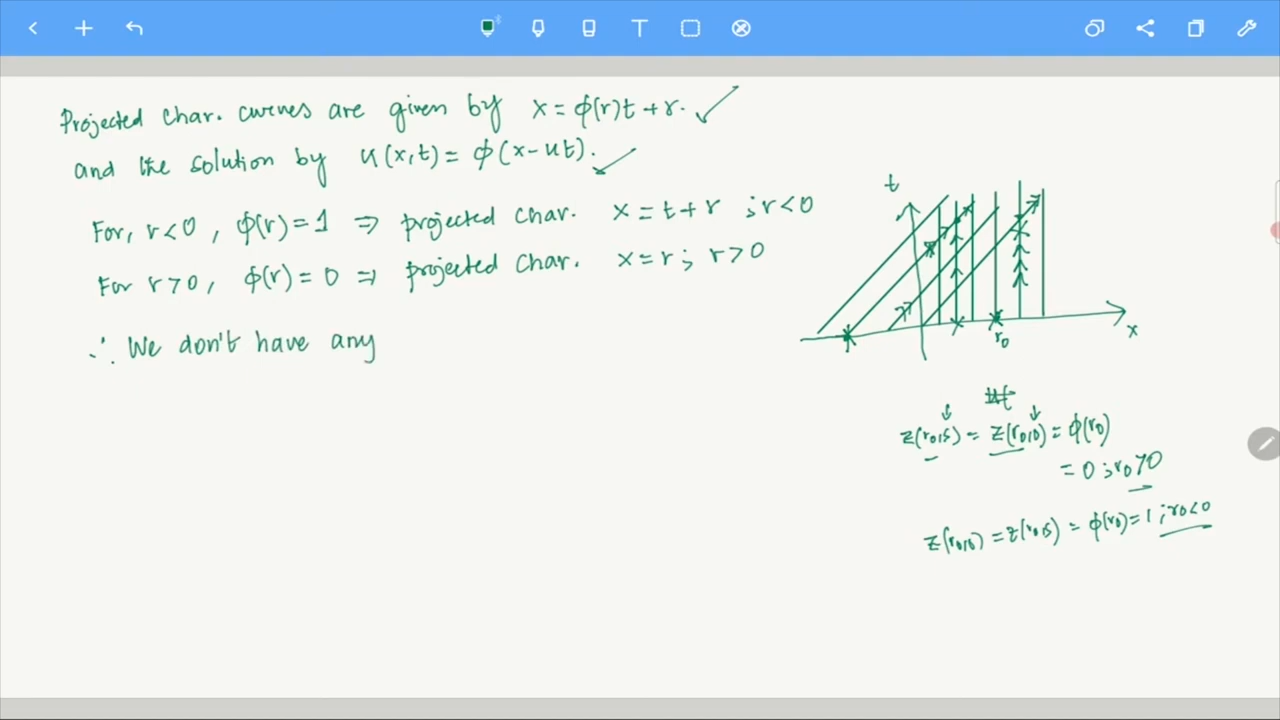 Projected char. curves are given by x = ϕ(r)t + r.
and the solution by u(x,t) = ϕ(x-ut).
For, r<0, ϕ(r)=1 ⇒ projected char. x = t+r ; r<0
For r>0, ϕ(r) = 0 ⇒ projected char. x = r ; r>0
∴ We don't have any
t
x
r₀
z(r₀,s) = z(r₀,0) = ϕ(r₀)
= 0 ; r₀>0
z(r₀,0) = z(r₀,s) = ϕ(r₀) = 1 ; r₀<0
T